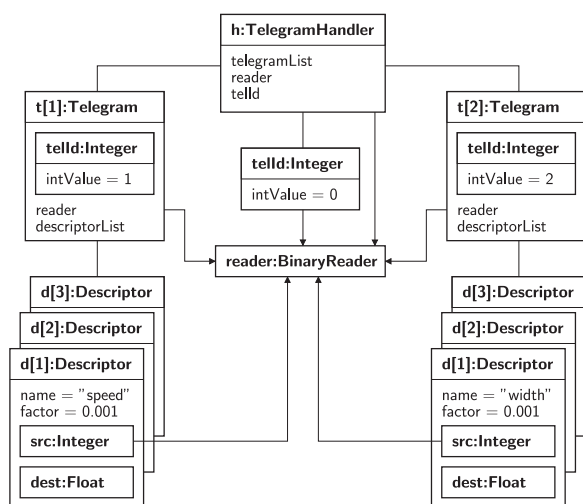 h:TelegramHandler
telegramList
reader
telId
t[1]:Telegram
telId:Integer
intValue = 1
reader
descriptorList
telId:Integer
intValue = 0
t[2]:Telegram
telId:Integer
intValue = 2
reader
descriptorList
reader:BinaryReader
d[3]:Descriptor
d[2]:Descriptor
d[1]:Descriptor
name = "speed"
factor = 0.001
src:Integer
dest:Float
d[3]:Descriptor
d[2]:Descriptor
d[1]:Descriptor
name = "width"
factor = 0.001
src:Integer
dest:Float